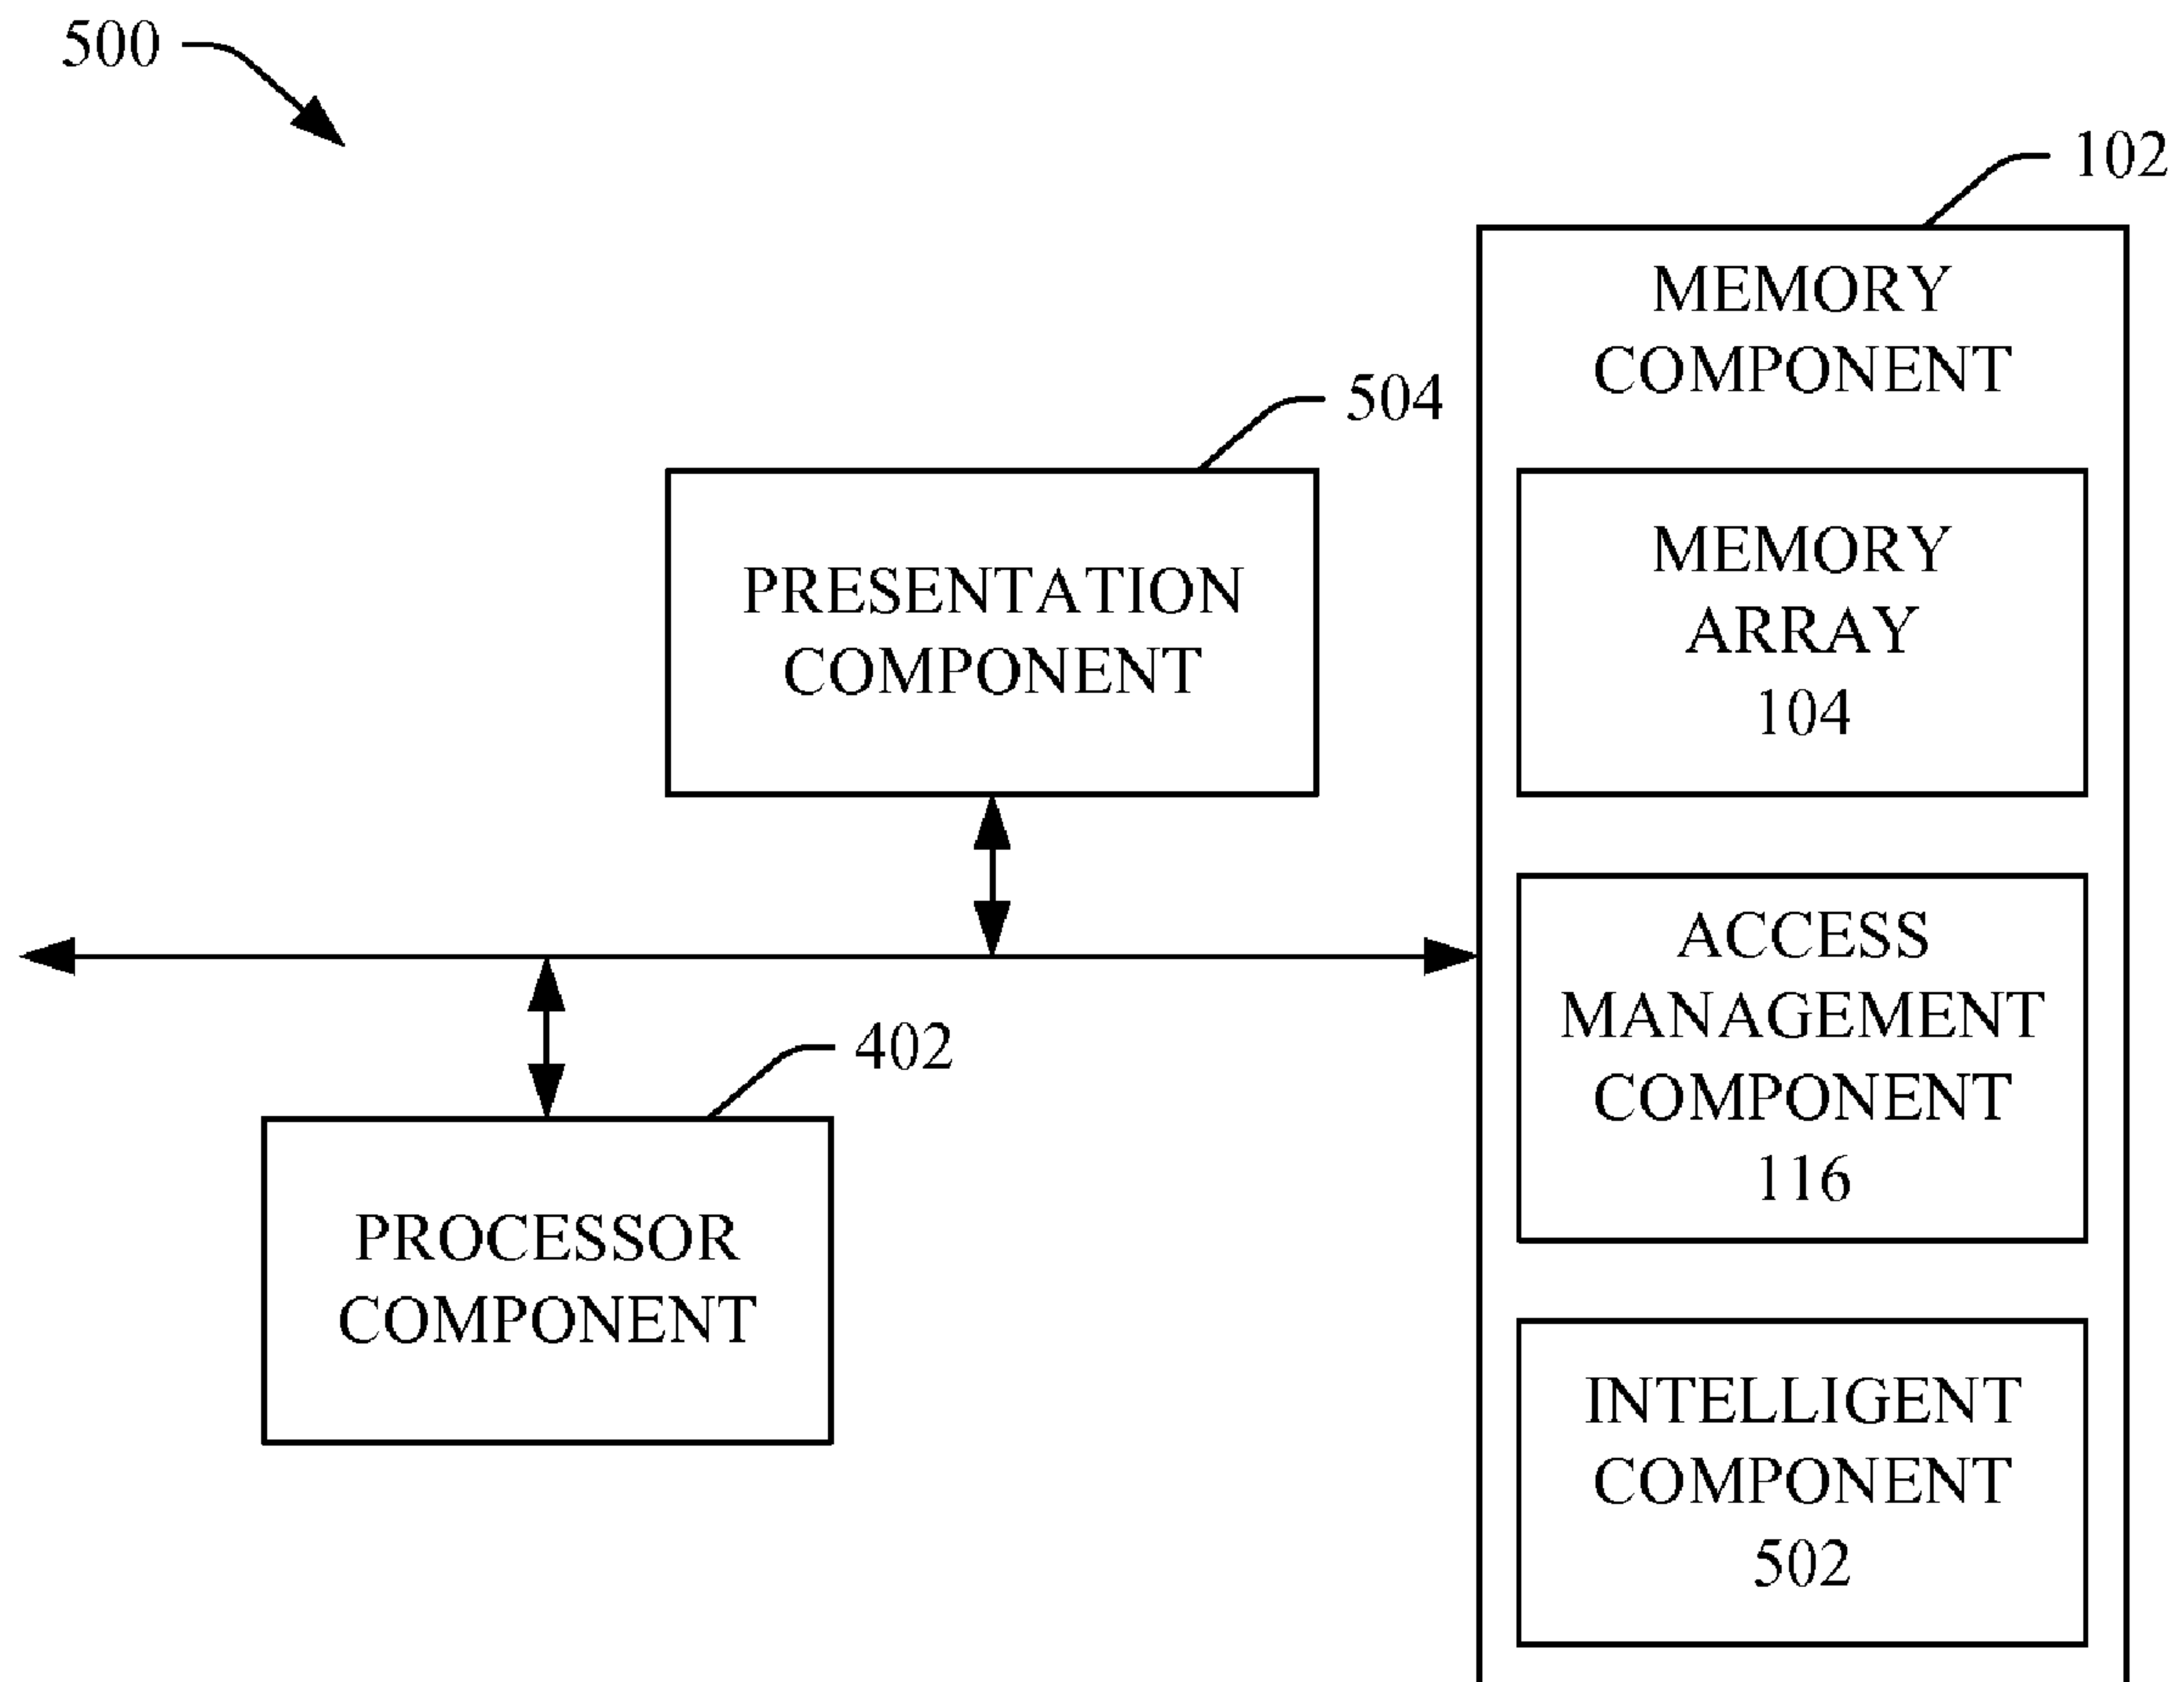 500
102
MEMORY
COMPONENT
504
MEMORY
ARRAY
104
PRESENTATION
COMPONENT
ACCESS
MANAGEMENT
COMPONENT
116
402
PROCESSOR
COMPONENT
INTELLIGENT
COMPONENT
502